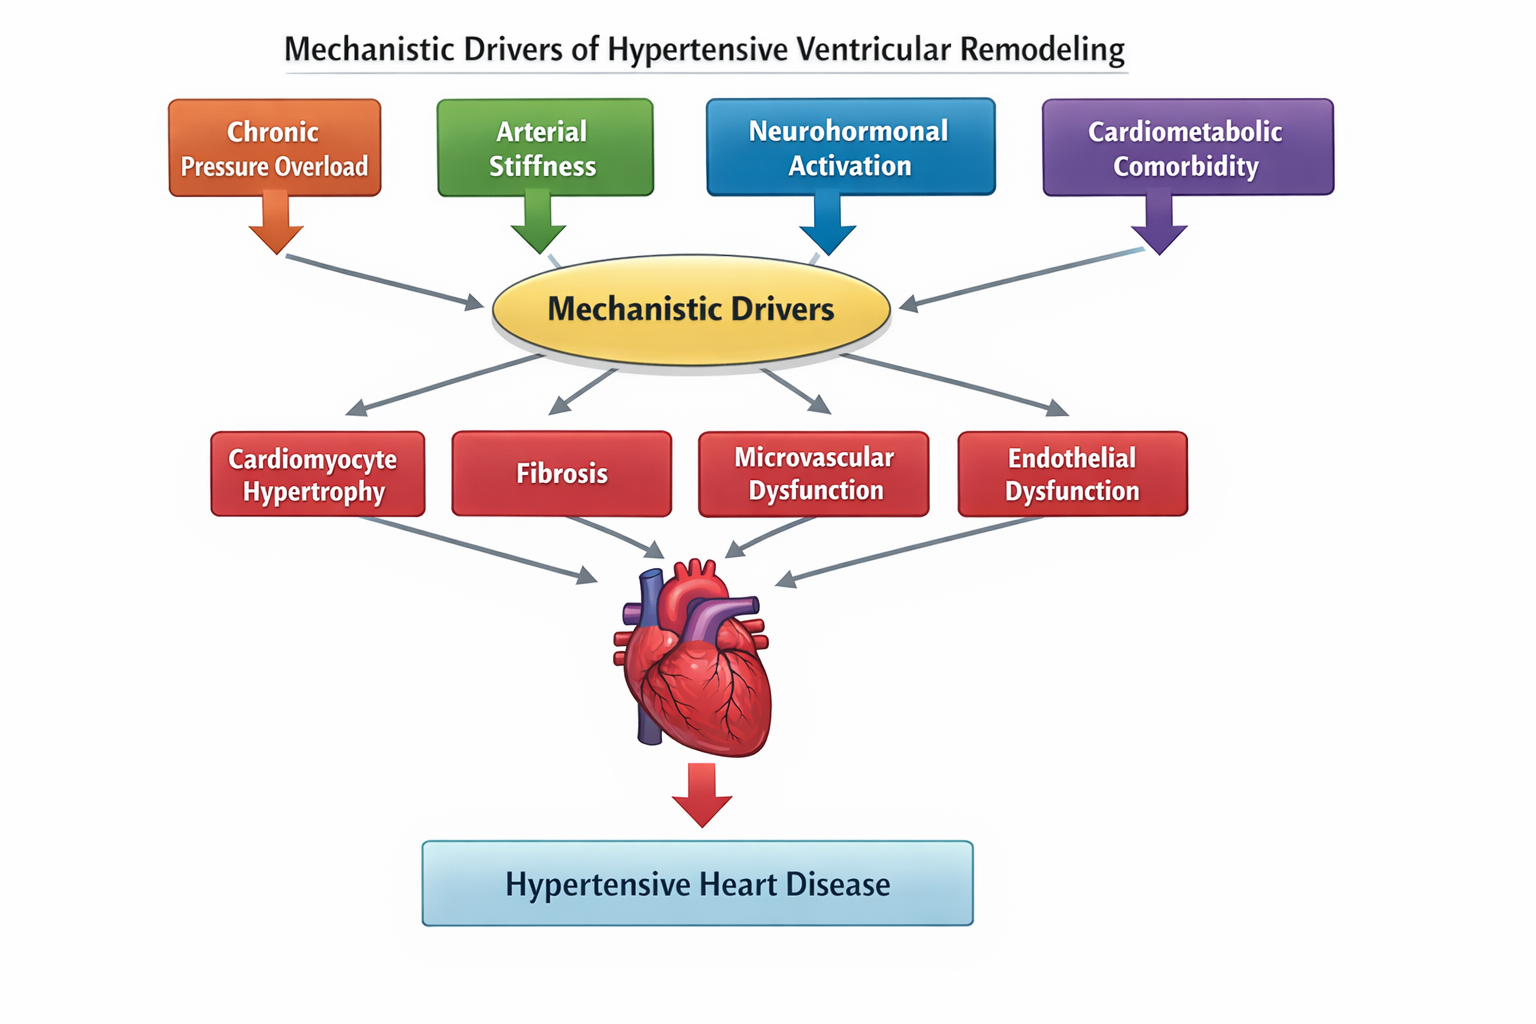 Mechanistic Drivers of Hypertensive Ventricular Remodeling
Chronic
Pressure Overload
Arterial
Stiffness
Neurohormonal
Activation
Cardiometabolic
Comorbidity
Mechanistic Drivers
Cardiomyocyte
Hypertrophy
Fibrosis
Microvascular
Dysfunction
Endothelial
Dysfunction
Hypertensive Heart Disease